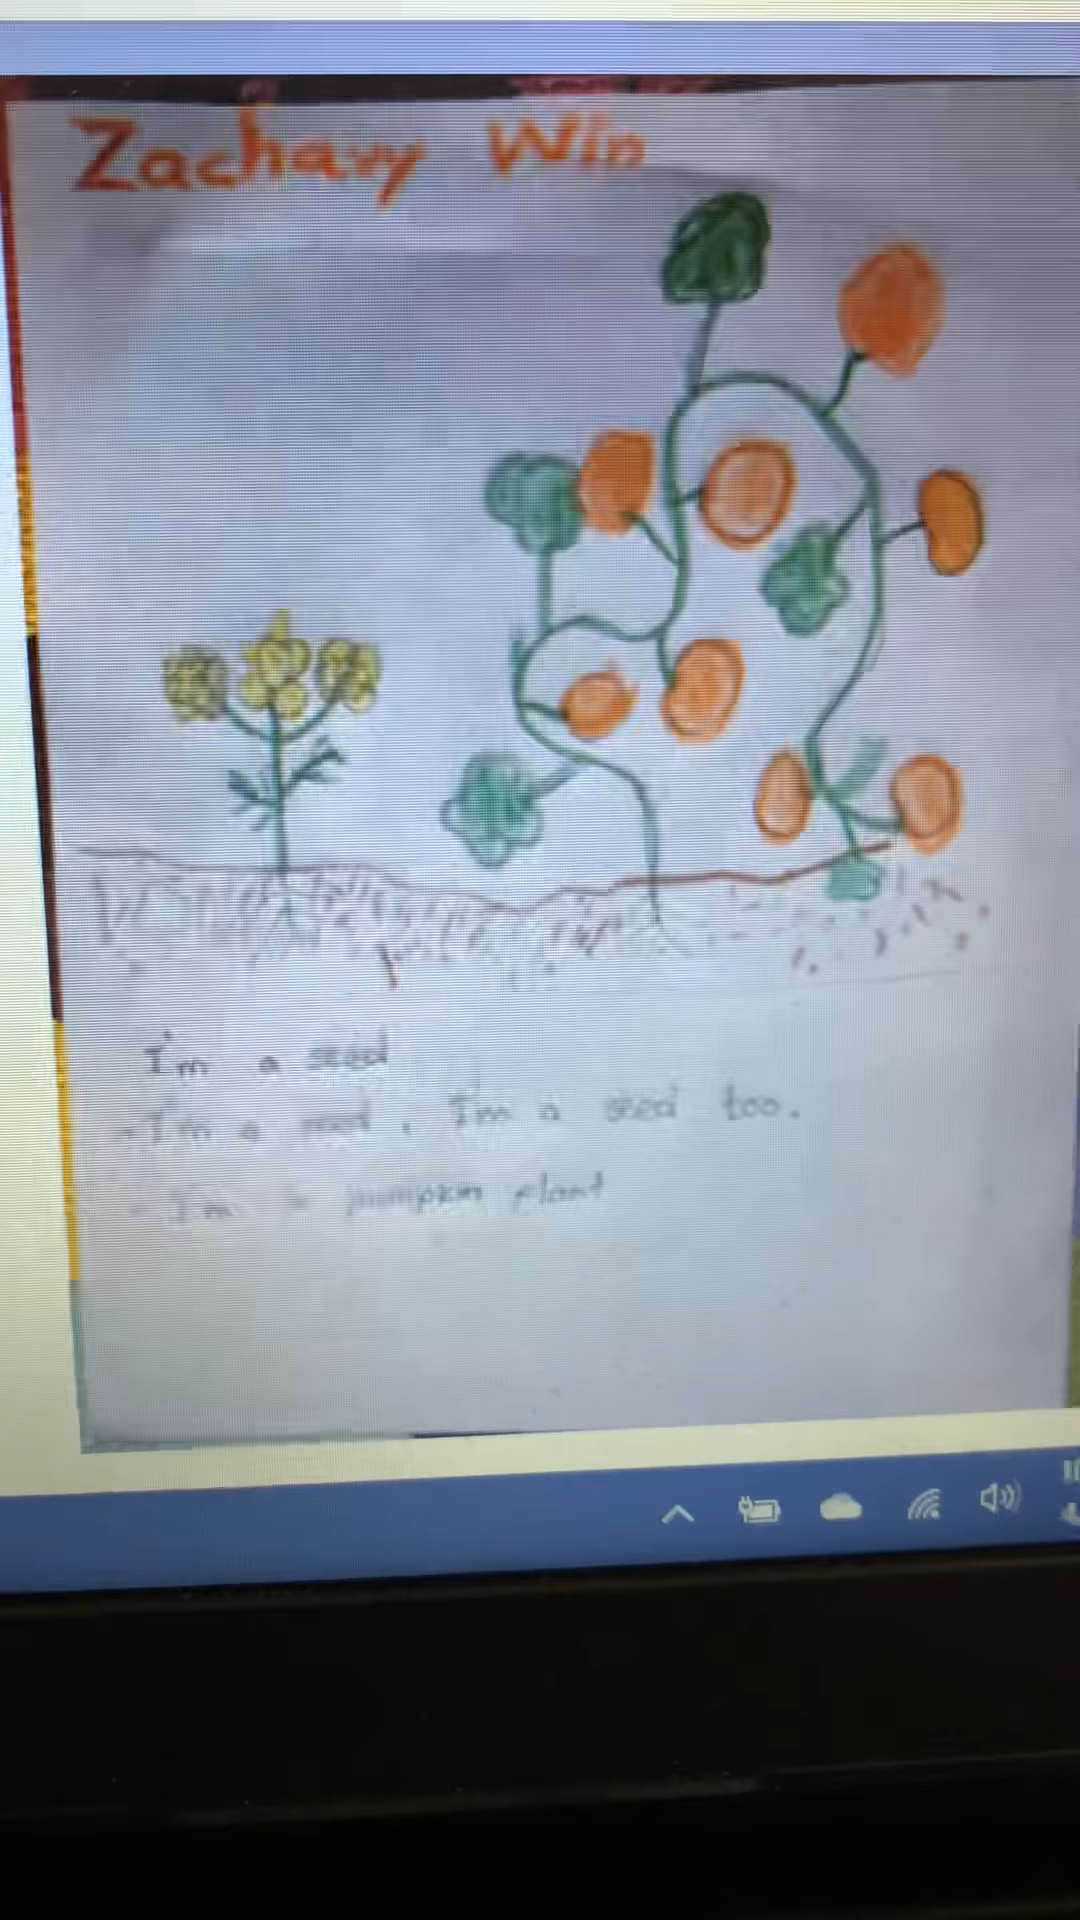 Zachary Win
I'm a seed
- I'm a seed. I'm a seed too.
- I'm a pumpkin plant